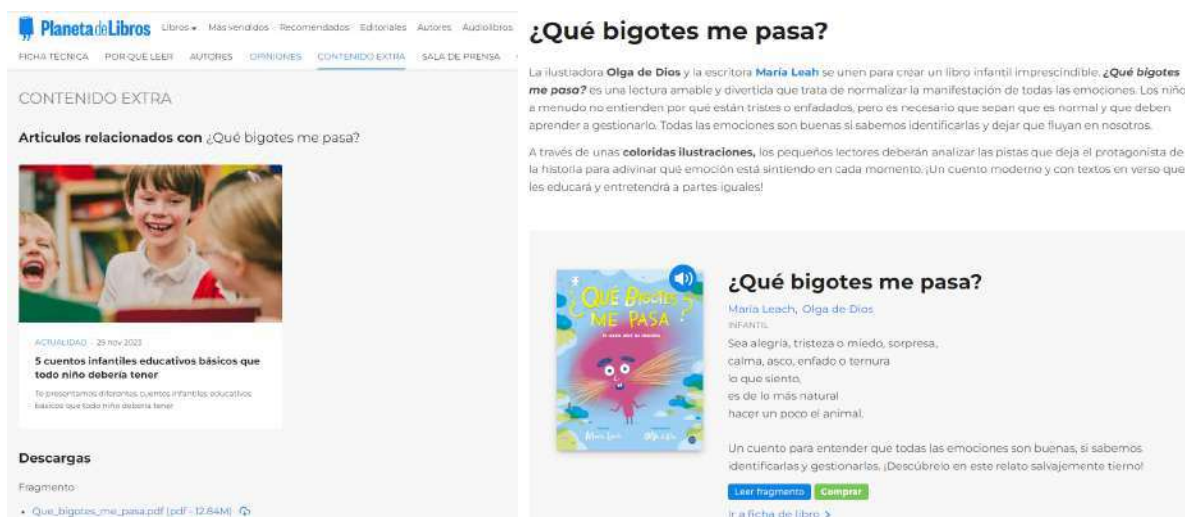 Planeta de Libros
Libros Más vendidos Recomendados Editoriales Autores Audiolibros
FICHA TÉCNICA POR QUÉ LEER AUTORES OPINIONES CONTENIDO EXTRA SALA DE PRENSA
CONTENIDO EXTRA
Artículos relacionados con ¿Qué bigotes me pasa?
ACTUALIDAD - 29 nov 2023
5 cuentos infantiles educativos básicos que
todo niño debería tener
Te presentamos diferentes cuentos infantiles educativos
básicos que todo niño debería tener
Descargas
Fragmento
• Que_bigotes_me_pasa.pdf (pdf - 12.64M)
¿Qué bigotes me pasa?
La ilustradora Olga de Dios y la escritora María Leah se unen para crear un libro infantil imprescindible. ¿Qué bigotes
me pasa? es una lectura amable y divertida que trata de normalizar la manifestación de todas las emociones. Los niño
a menudo no entienden por qué están tristes o enfadados, pero es necesario que sepan que es normal y que deben
aprender a gestionarlo. Todas las emociones son buenas si sabemos identificarlas y dejar que fluyan en nosotros.
A través de unas coloridas ilustraciones, los pequeños lectores deberán analizar las pistas que deja el protagonista de
la historia para adivinar qué emoción está sintiendo en cada momento. ¡Un cuento moderno y con textos en verso que
les educará y entretendrá a partes iguales!
¿QUÉ BIGOTES
ME PASA?
María Leach
Olga de Dios
¿Qué bigotes me pasa?
María Leach, Olga de Dios
INFANTIL
Sea alegría, tristeza o miedo, sorpresa,
calma, asco, enfado o ternura
lo que siento,
es de lo más natural
hacer un poco el animal.
Un cuento para entender que todas las emociones son buenas, si sabemos
identificarlas y gestionarlas. ¡Descúbrelo en este relato salvajemente tierno!
Leer fragmento Comprar
Ir a ficha de libro >